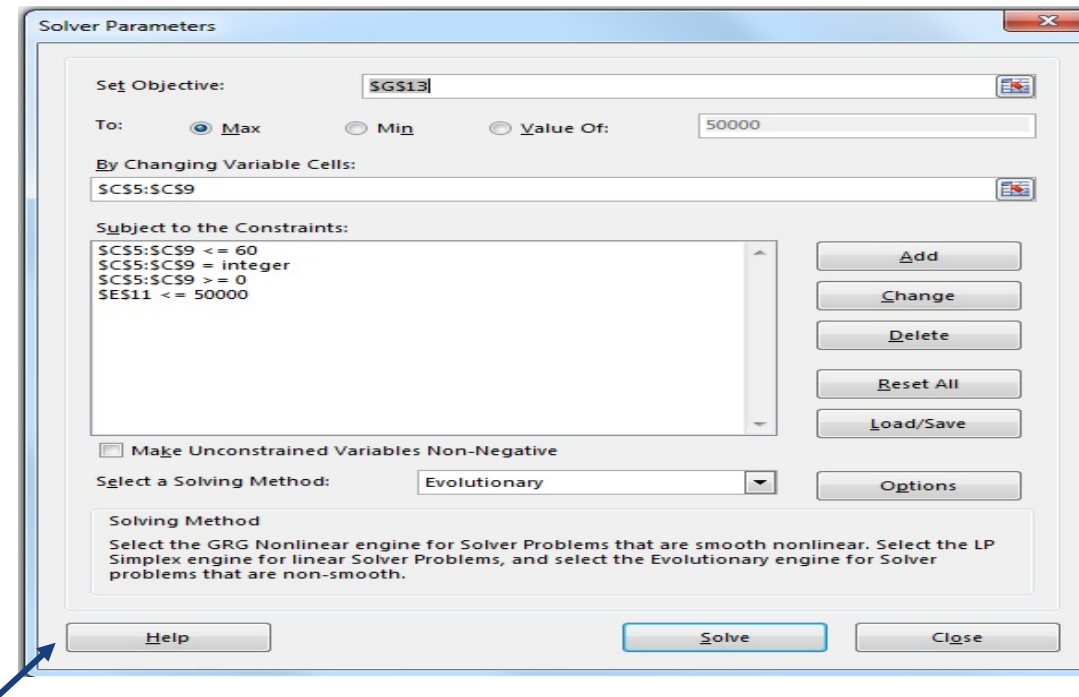 Solver Parameters
Set Objective: $G$13
To: Max Min Value Of: 50000
By Changing Variable Cells:
$C$5:$C$9
Subject to the Constraints:
$C$5:$C$9 <= 60
$C$5:$C$9 = integer
$C$5:$C$9 >= 0
$E$11 <= 50000
Add
Change
Delete
Reset All
Load/Save
Make Unconstrained Variables Non-Negative
Select a Solving Method: Evolutionary Options
Solving Method
Select the GRG Nonlinear engine for Solver Problems that are smooth nonlinear. Select the LP
Simplex engine for linear Solver Problems, and select the Evolutionary engine for Solver
problems that are non-smooth.
Help Solve Close